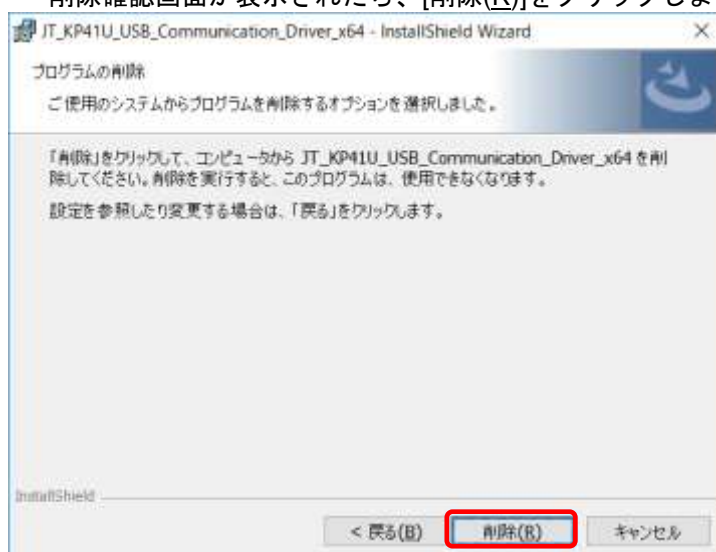 削除確認画面が表示されたら、[削除(R)]をクリックしま
JT_KP41U_USB_Communication_Driver_x64 - InstallShield Wizard
プログラムの削除
ご使用のシステムからプログラムを削除するオプションを選択しました。
「削除」をクリックして、コンピュータから JT_KP41U_USB_Communication_Driver_x64 を削
除してください。削除を実行すると、このプログラムは、使用できなくなります。
設定を参照したり変更する場合は、「戻る」をクリックします。
InstallShield
< 戻る(B) 削除(R) キャンセル